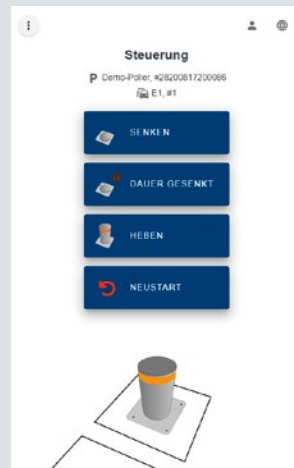 Steuerung
P Demo-Poller, #28200817200086
E1, #1
SENKEN
DAUER GESENKT
HEBEN
NEUSTART